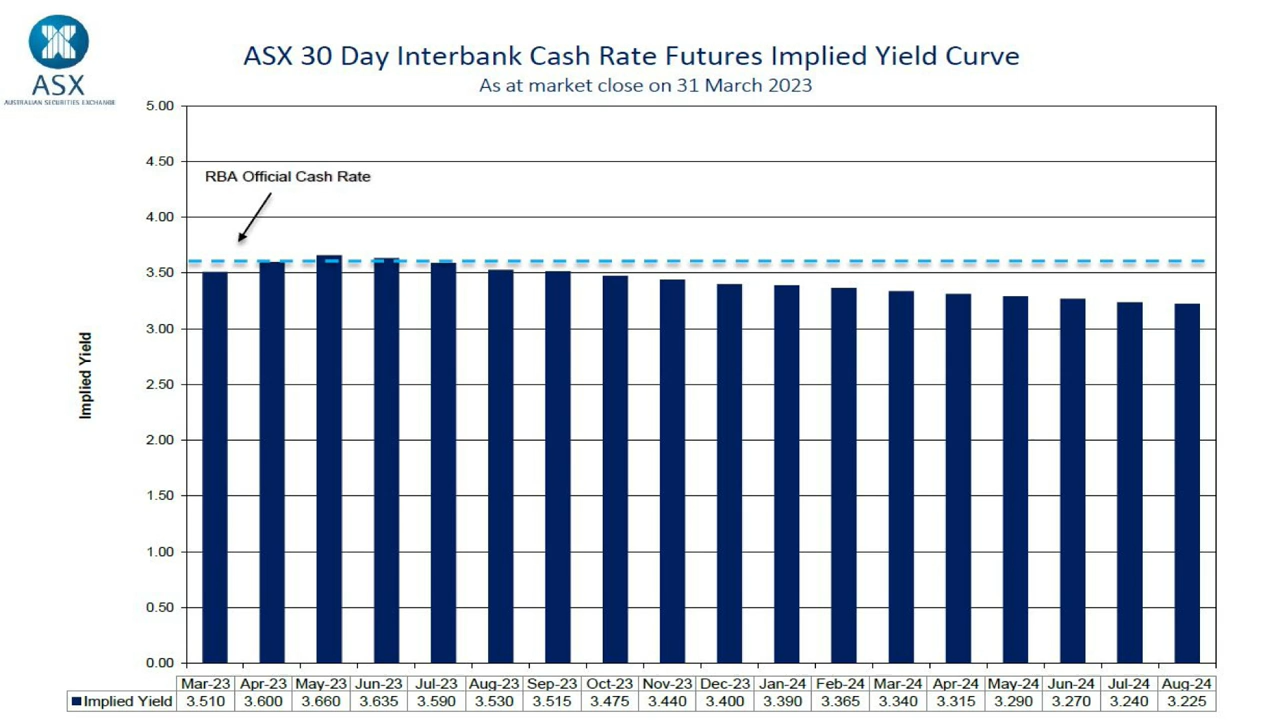 ASX
AUSTRALIAN SECURITIES EXCHANGE
ASX 30 Day Interbank Cash Rate Futures Implied Yield Curve
As at market close on 31 March 2023
5.00
4.50
RBA Official Cash Rate
4.00
3.50
3.00
Implied Yield
2.50
2.00
1.50
1.00
0.50
0.00
Mar-23 Apr-23 May-23 Jun-23 Jul-23 Aug-23 Sep-23 Oct-23 Nov-23 Dec-23 Jan-24 Feb-24 Mar-24 Apr-24 May-24 Jun-24 Jul-24 Aug-24
Implied Yield 3.510 3.600 3.660 3.635 3.590 3.530 3.515 3.475 3.440 3.400 3.390 3.365 3.340 3.315 3.290 3.270 3.240 3.225